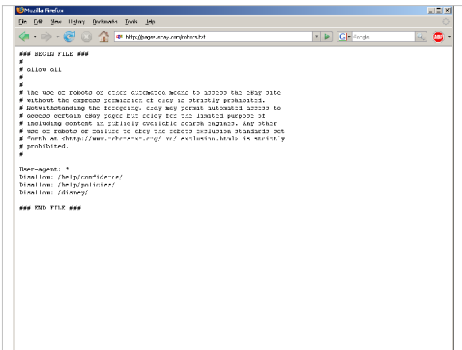 Mozilla Firefox
File Edit View History Bookmarks Tools Help
http://pages.ebay.com/robots.txt
Google
### BEGIN FILE ###
#
# allow all
#
#
# The use of robots or other automated means to access the eBay site
# without the express permission of eBay is strictly prohibited.
# Notwithstanding the foregoing, eBay may permit automated access to
# access certain eBay pages but solely for the limited purpose of
# including content in publicly available search engines. Any other
# use of robots or failure to obey the robots exclusion standards set
# forth at exclusion.html> is strictly
# prohibited.
#
User-agent: *
Disallow: /help/confidence/
Disallow: /help/policies/
Disallow: /disney/
### END FILE ###